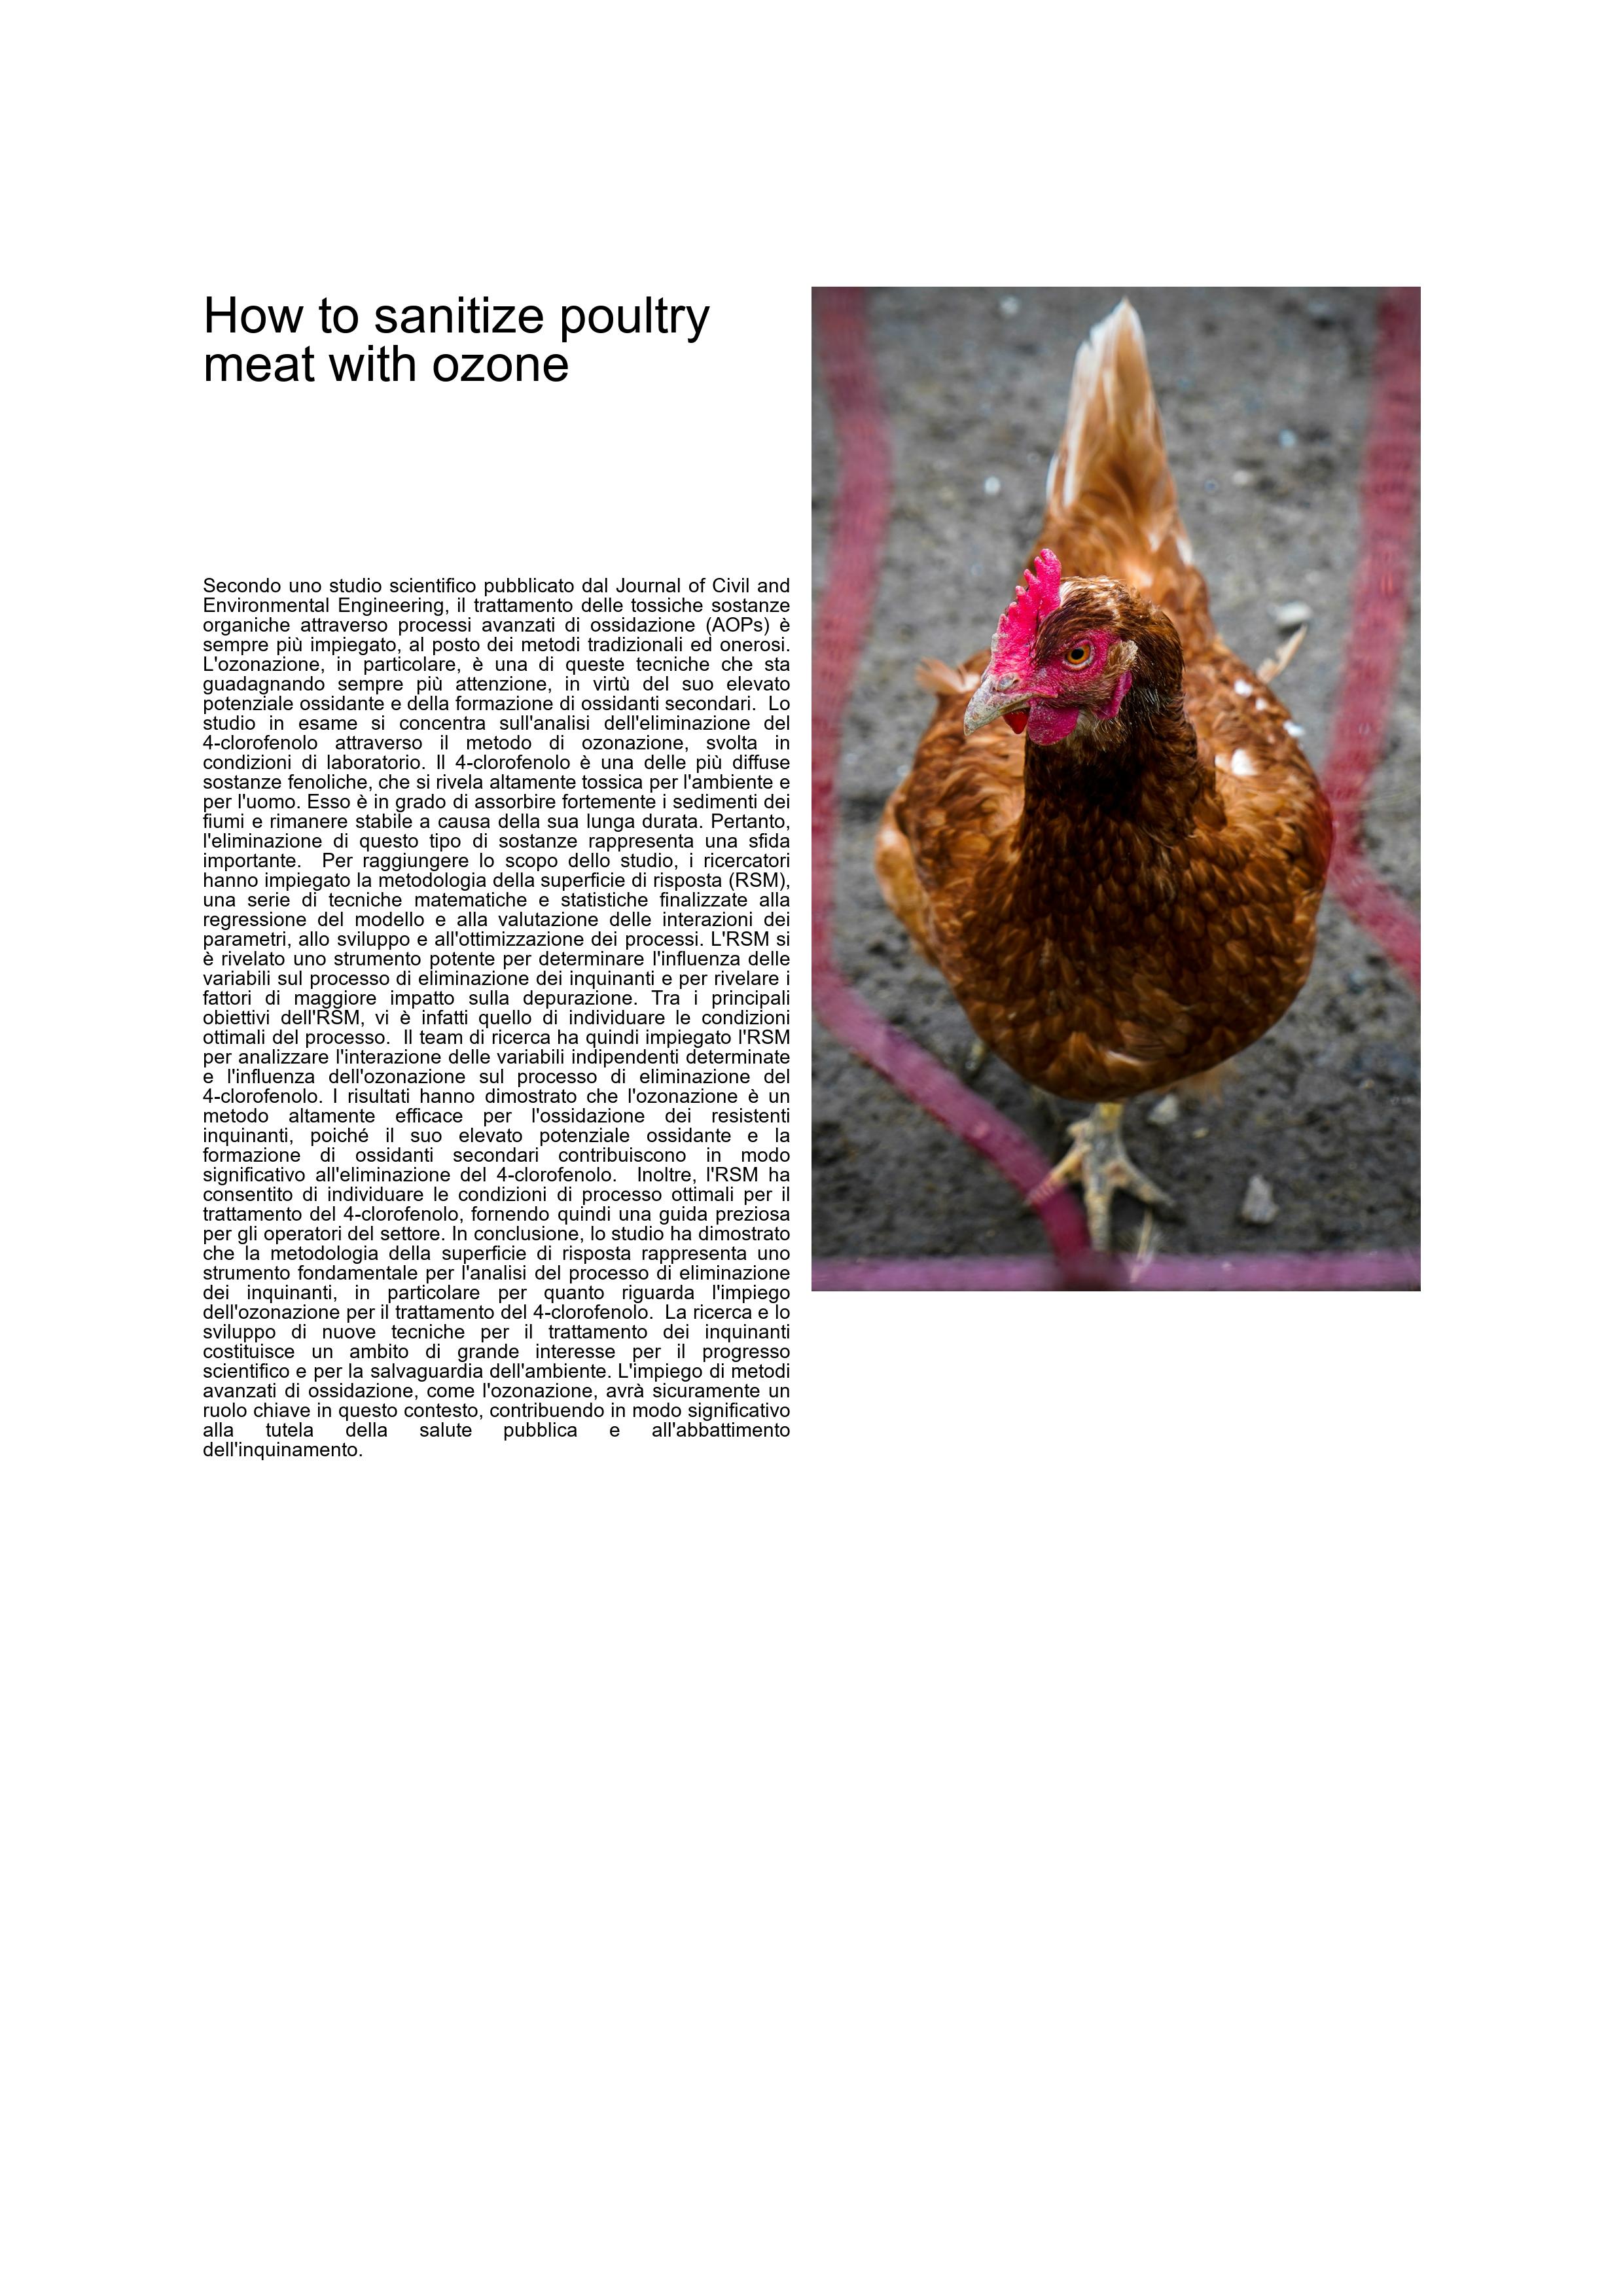 How to sanitize poultry
meat with ozone
Secondo uno studio scientifico pubblicato dal Journal of Civil and
Environmental Engineering, il trattamento delle tossiche sostanze
organiche attraverso processi avanzati di ossidazione (AOPs) è
sempre più impiegato, al posto dei metodi tradizionali ed onerosi.
L'ozonazione, in particolare, è una di queste tecniche che sta
guadagnando sempre più attenzione, in virtù del suo elevato
potenziale ossidante e della formazione di ossidanti secondari.  Lo
studio in esame si concentra sull'analisi dell'eliminazione del
4-clorofenolo attraverso il metodo di ozonazione, svolta in
condizioni di laboratorio. Il 4-clorofenolo è una delle più diffuse
sostanze fenoliche, che si rivela altamente tossica per l'ambiente e
per l'uomo. Esso è in grado di assorbire fortemente i sedimenti dei
fiumi e rimanere stabile a causa della sua lunga durata. Pertanto,
l'eliminazione di questo tipo di sostanze rappresenta una sfida
importante.  Per raggiungere lo scopo dello studio, i ricercatori
hanno impiegato la metodologia della superficie di risposta (RSM),
una serie di tecniche matematiche e statistiche finalizzate alla
regressione del modello e alla valutazione delle interazioni dei
parametri, allo sviluppo e all'ottimizzazione dei processi. L'RSM si
è rivelato uno strumento potente per determinare l'influenza delle
variabili sul processo di eliminazione dei inquinanti e per rivelare i
fattori di maggiore impatto sulla depurazione. Tra i principali
obiettivi dell'RSM, vi è infatti quello di individuare le condizioni
ottimali del processo.  Il team di ricerca ha quindi impiegato l'RSM
per analizzare l'interazione delle variabili indipendenti determinate
e l'influenza dell'ozonazione sul processo di eliminazione del
4-clorofenolo. I risultati hanno dimostrato che l'ozonazione è un
metodo altamente efficace per l'ossidazione dei resistenti
inquinanti, poiché il suo elevato potenziale ossidante e la
formazione di ossidanti secondari contribuiscono in modo
significativo all'eliminazione del 4-clorofenolo.  Inoltre, l'RSM ha
consentito di individuare le condizioni di processo ottimali per il
trattamento del 4-clorofenolo, fornendo quindi una guida preziosa
per gli operatori del settore. In conclusione, lo studio ha dimostrato
che la metodologia della superficie di risposta rappresenta uno
strumento fondamentale per l'analisi del processo di eliminazione
dei inquinanti, in particolare per quanto riguarda l'impiego
dell'ozonazione per il trattamento del 4-clorofenolo.  La ricerca e lo
sviluppo di nuove tecniche per il trattamento dei inquinanti
costituisce un ambito di grande interesse per il progresso
scientifico e per la salvaguardia dell'ambiente. L'impiego di metodi
avanzati di ossidazione, come l'ozonazione, avrà sicuramente un
ruolo chiave in questo contesto, contribuendo in modo significativo
alla tutela della salute pubblica e all'abbattimento
dell'inquinamento.